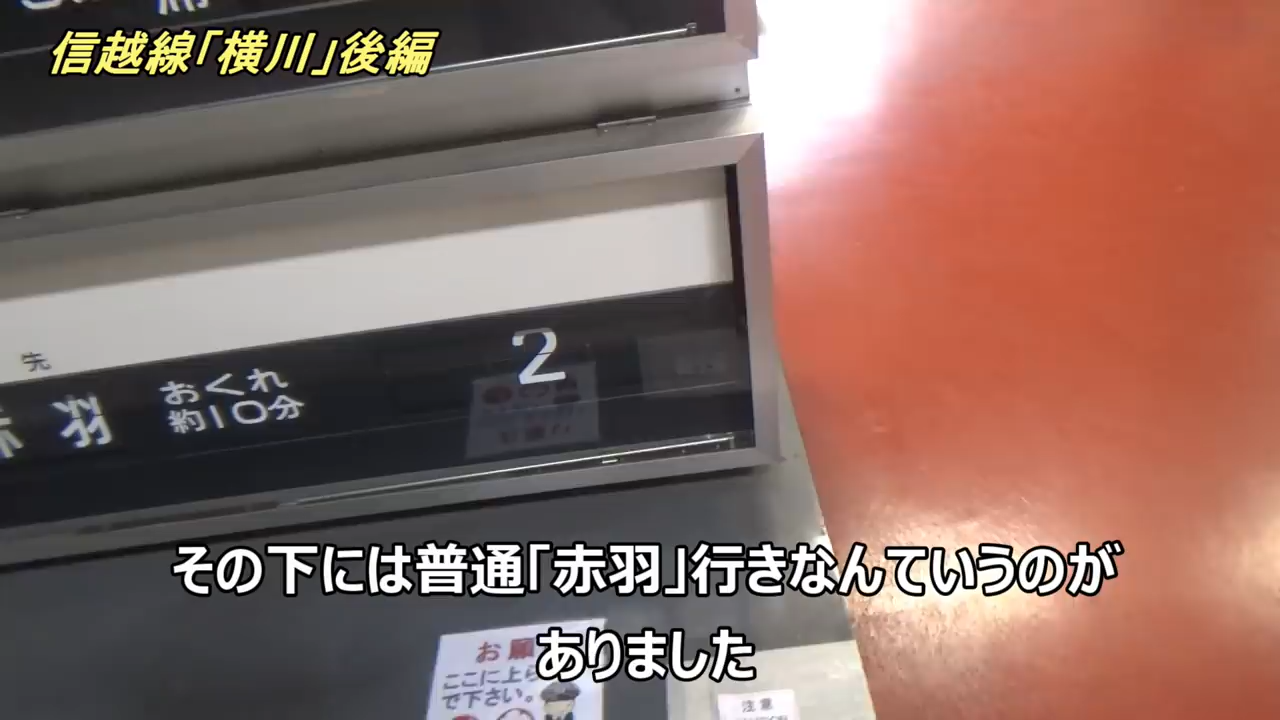 信越線「横川」後編
先
赤羽
おくれ
約10分
2
その下には普通「赤羽」行きなんていうのが
ありました
お願
ここに上ら
で下さい。
注意